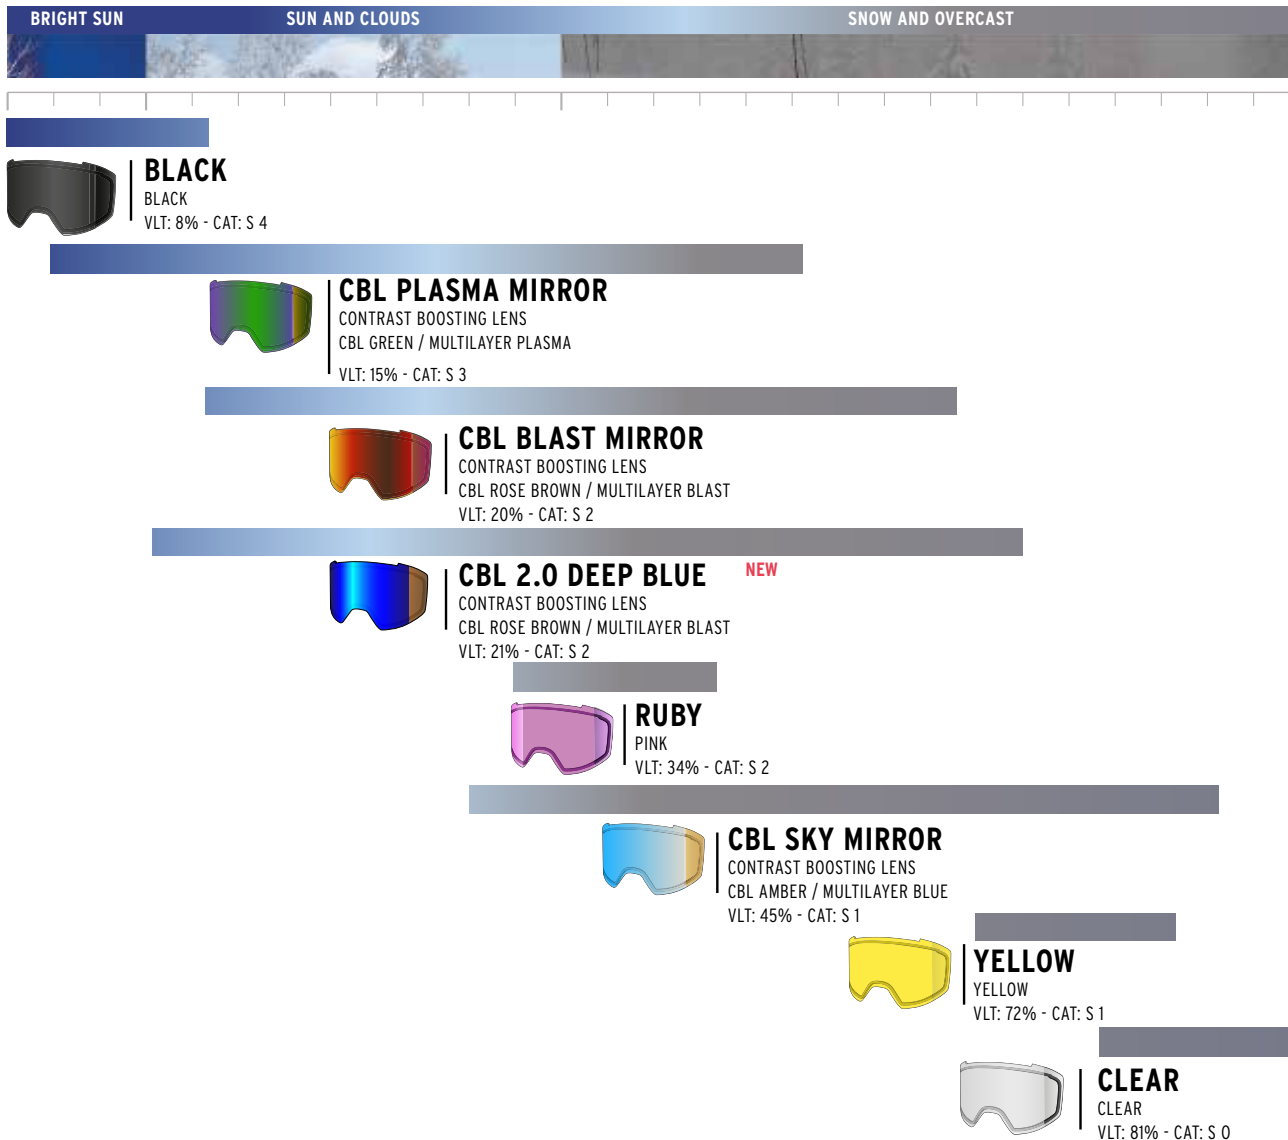 BRIGHT SUN
SUN AND CLOUDS
SNOW AND OVERCAST
BLACK
BLACK
VLT: 8% - CAT: S 4
CBL PLASMA MIRROR
CONTRAST BOOSTING LENS
CBL GREEN / MULTILAYER PLASMA
VLT: 15% - CAT: S 3
CBL BLAST MIRROR
CONTRAST BOOSTING LENS
CBL ROSE BROWN / MULTILAYER BLAST
VLT: 20% - CAT: S 2
CBL 2.0 DEEP BLUE
NEW
CONTRAST BOOSTING LENS
CBL ROSE BROWN / MULTILAYER BLAST
VLT: 21% - CAT: S 2
RUBY
PINK
VLT: 34% - CAT: S 2
CBL SKY MIRROR
CONTRAST BOOSTING LENS
CBL AMBER / MULTILAYER BLUE
VLT: 45% - CAT: S 1
YELLOW
YELLOW
VLT: 72% - CAT: S 1
CLEAR
CLEAR
VLT: 81% - CAT: S 0